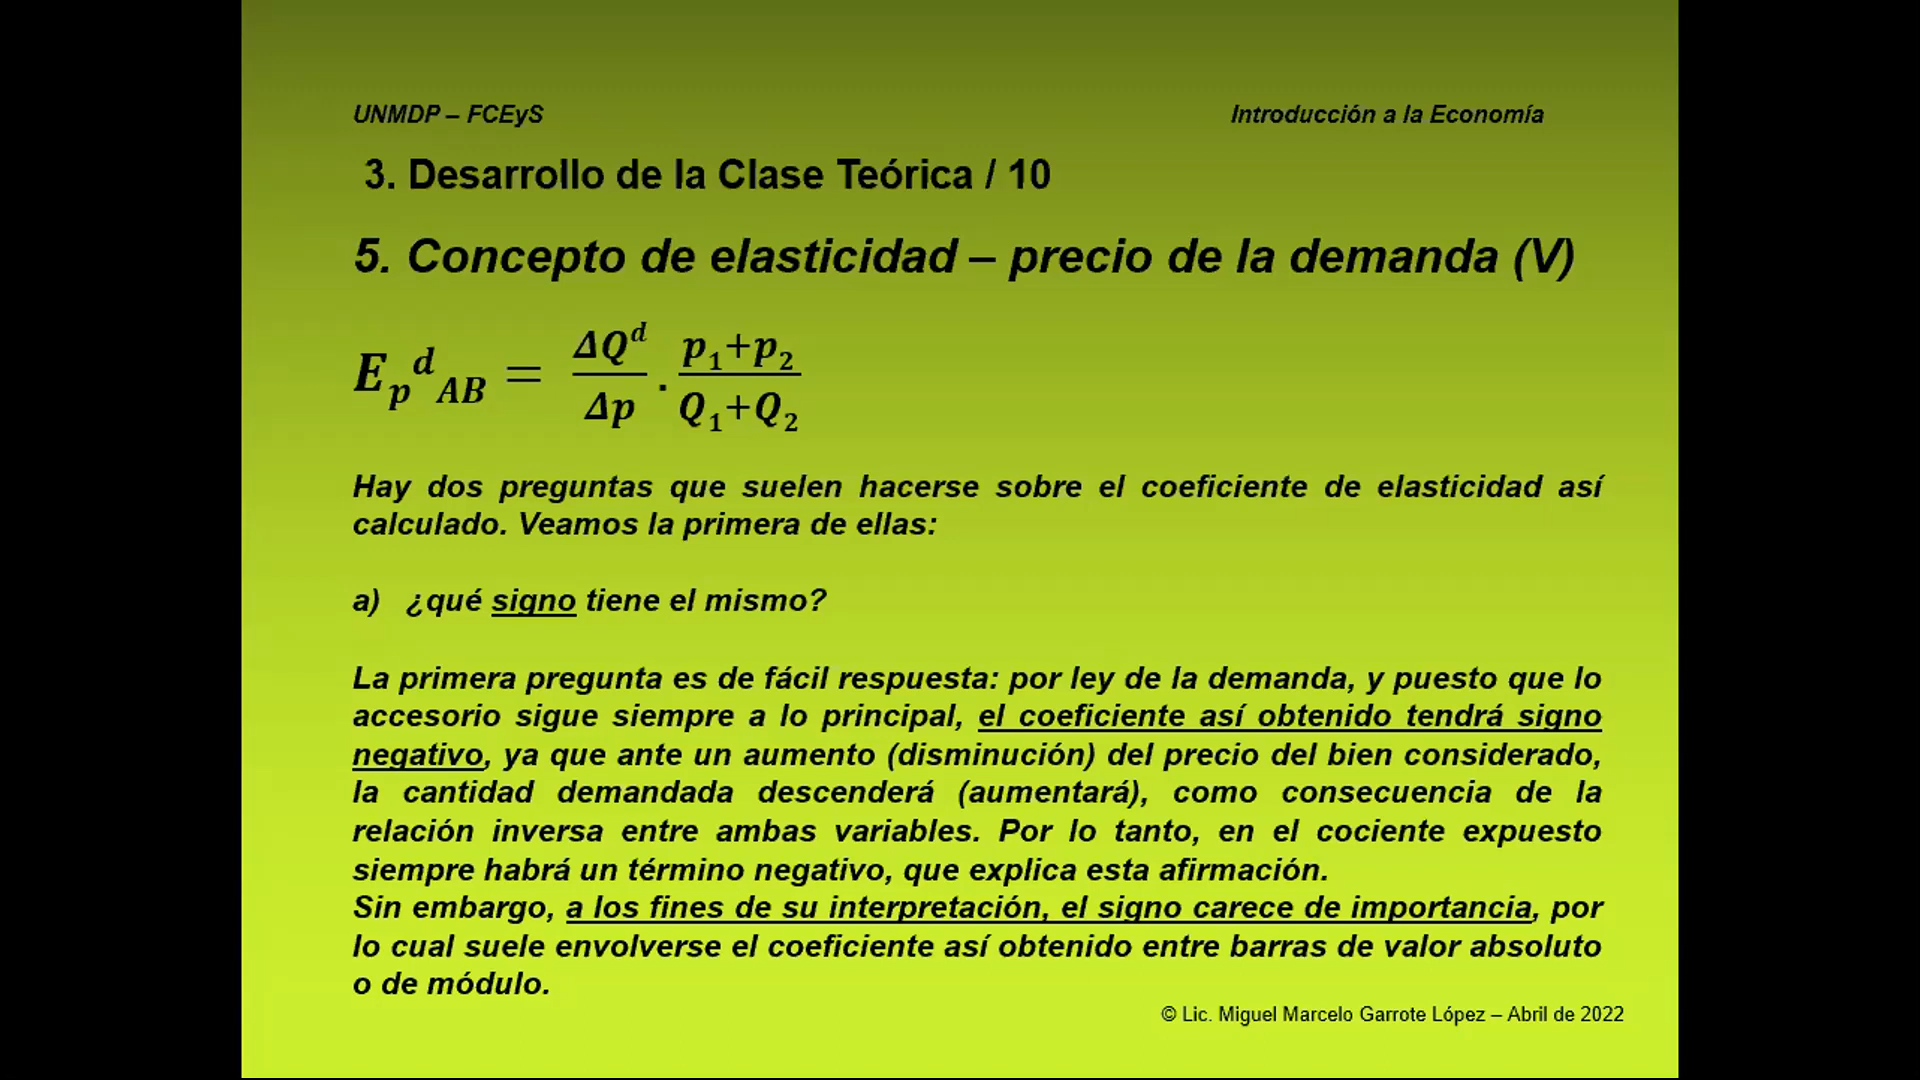 UNMDP – FCEyS
Introducción a la Economía
3. Desarrollo de la Clase Teórica / 10
5. Concepto de elasticidad – precio de la demanda (V)
E_p^d_AB = ΔQ^d/Δp . p₁+p₂/Q₁+Q₂
Hay dos preguntas que suelen hacerse sobre el coeficiente de elasticidad así
calculado. Veamos la primera de ellas:
a) ¿qué signo tiene el mismo?
La primera pregunta es de fácil respuesta: por ley de la demanda, y puesto que lo
accesorio sigue siempre a lo principal, el coeficiente así obtenido tendrá signo
negativo, ya que ante un aumento (disminución) del precio del bien considerado,
la cantidad demandada descenderá (aumentará), como consecuencia de la
relación inversa entre ambas variables. Por lo tanto, en el cociente expuesto
siempre habrá un término negativo, que explica esta afirmación.
Sin embargo, a los fines de su interpretación, el signo carece de importancia, por
lo cual suele envolverse el coeficiente así obtenido entre barras de valor absoluto
o de módulo.
© Lic. Miguel Marcelo Garrote López – Abril de 2022